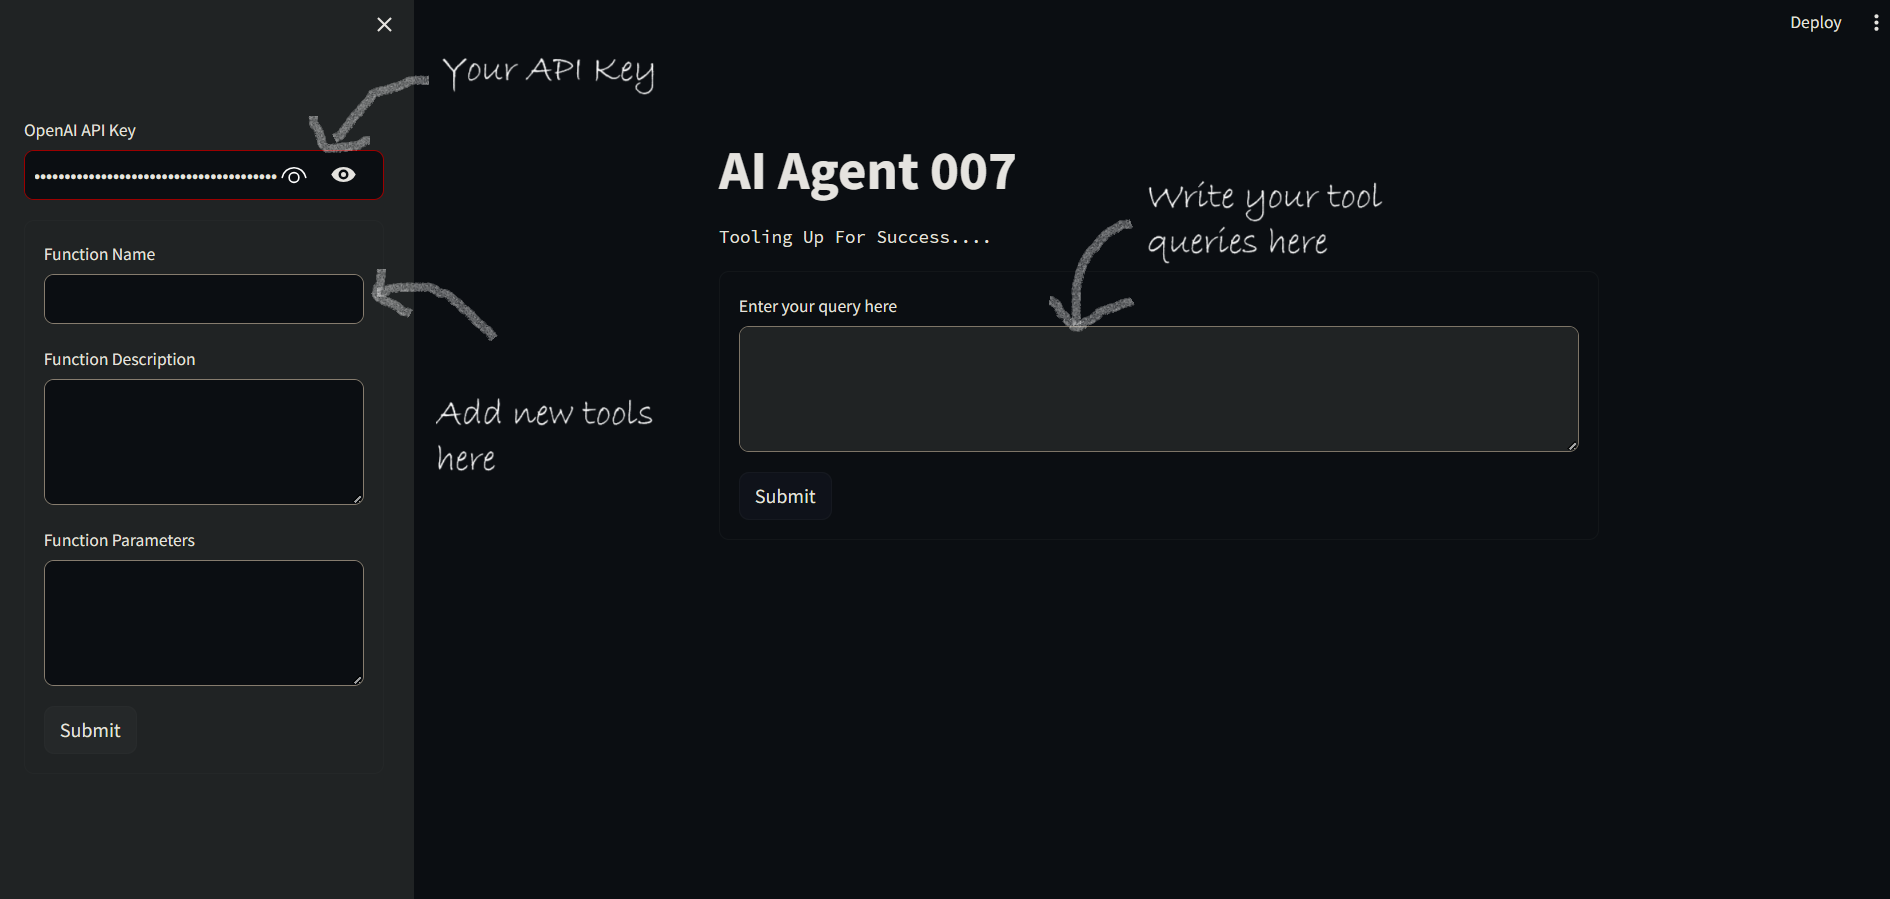 Deploy
Your API Key
OpenAI API Key
••••••••••••••••••••••••••••••••••••••••
AI Agent 007
Write your tool
queries here
Tooling Up For Success....
Function Name
Enter your query here
Function Description
Add new tools
here
Submit
Function Parameters
Submit